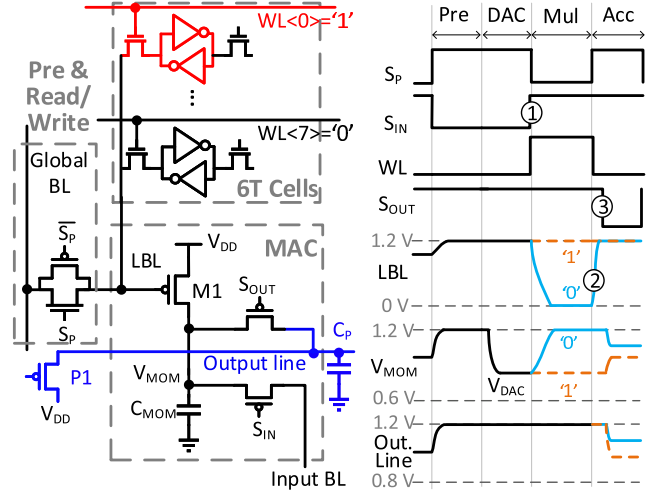 WL<0>='1'
Pre &
Read/
Write
WL<7>='0'
6T Cells
Global
BL
S̅P
SP
LBL
VDD
MAC
M1
SOUT
CP
Output line
P1
VDD
VMOM
CMOM
SIN
Input BL
Pre DAC Mul Acc
SP
SIN
1
WL
SOUT
3
1.2 V
LBL
'1'
'0'
2
0 V
1.2 V
'0'
VMOM
VDAC
'1'
0.6 V
1.2 V
Out.
Line
0.8 V